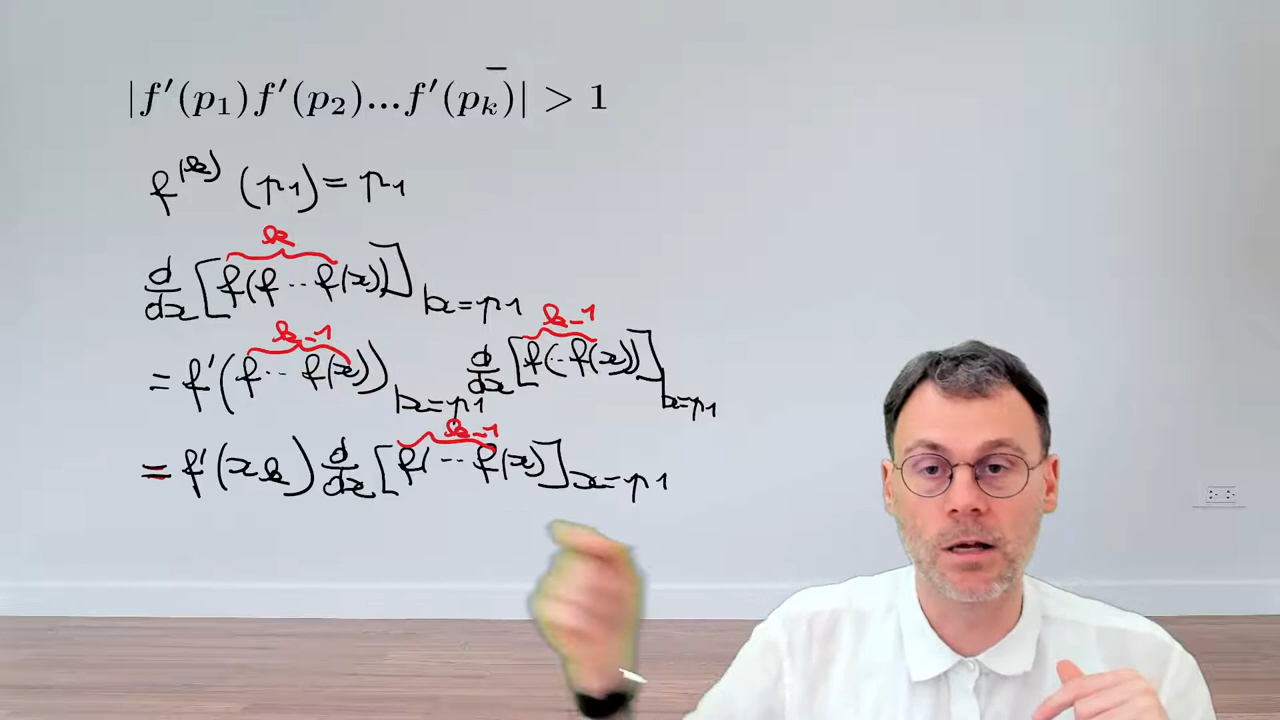 |f′(p₁)f′(p₂)...f′(pₖ)| > 1
f⁽ᵏ⁾(p₁) = p₁
k
d/dx [f(f ·· f(x))]|x=p₁
k-1 k-1
= f'(f ··· f(x))|x=p₁ d/dx [f(·· f(x))]|x=p₁
k-1
= f'(xₖ) d/dx [f( ··· f(x)]x=p₁